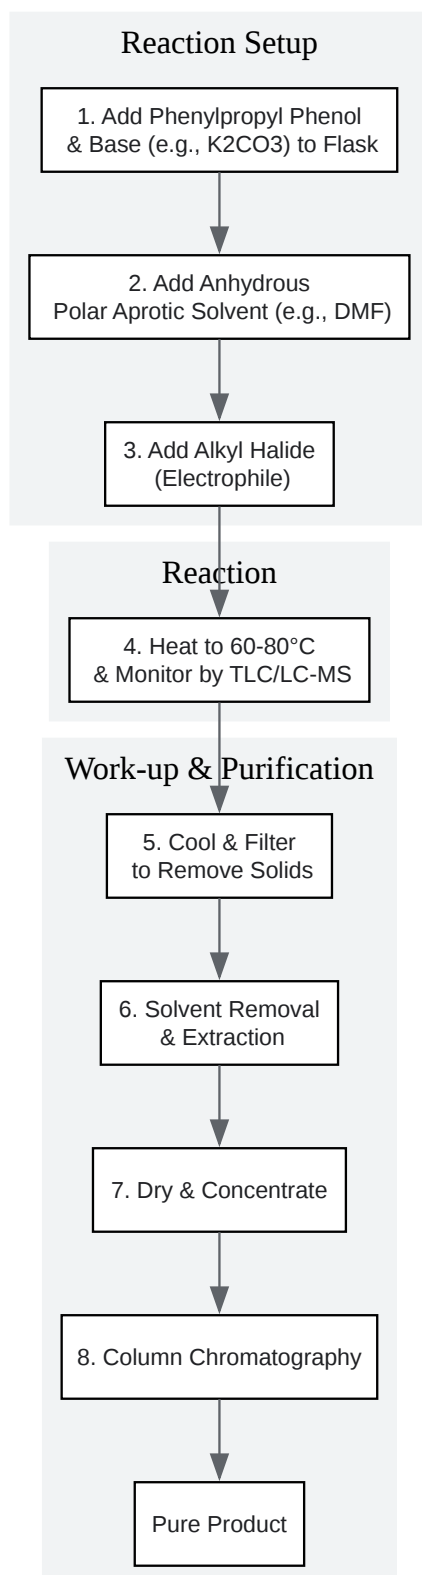 Reaction Setup
1. Add Phenylpropyl Phenol
& Base (e.g., K2CO3) to Flask
2. Add Anhydrous
Polar Aprotic Solvent (e.g., DMF)
3. Add Alkyl Halide
(Electrophile)
Reaction
4. Heat to 60-80°C
& Monitor by TLC/LC-MS
Work-up & Purification
5. Cool & Filter
to Remove Solids
6. Solvent Removal
& Extraction
7. Dry & Concentrate
8. Column Chromatography
Pure Product